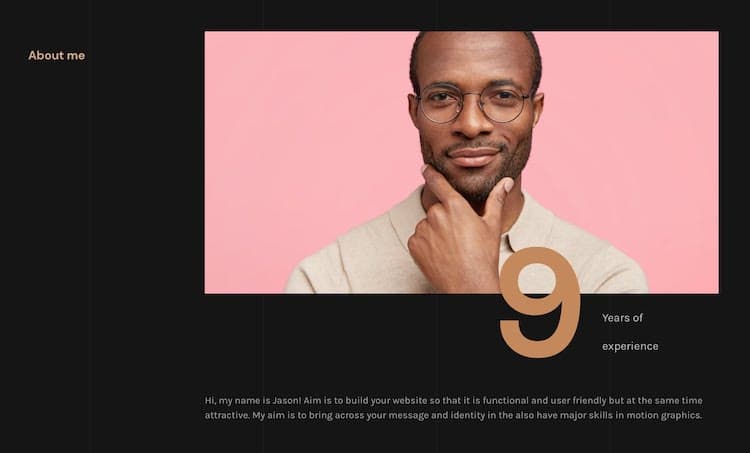 About me
9
Years of
experience
Hi, my name is Jason! Aim is to build your website so that it is functional and user friendly but at the same time
attractive. My aim is to bring across your message and identity in the also have major skills in motion graphics.